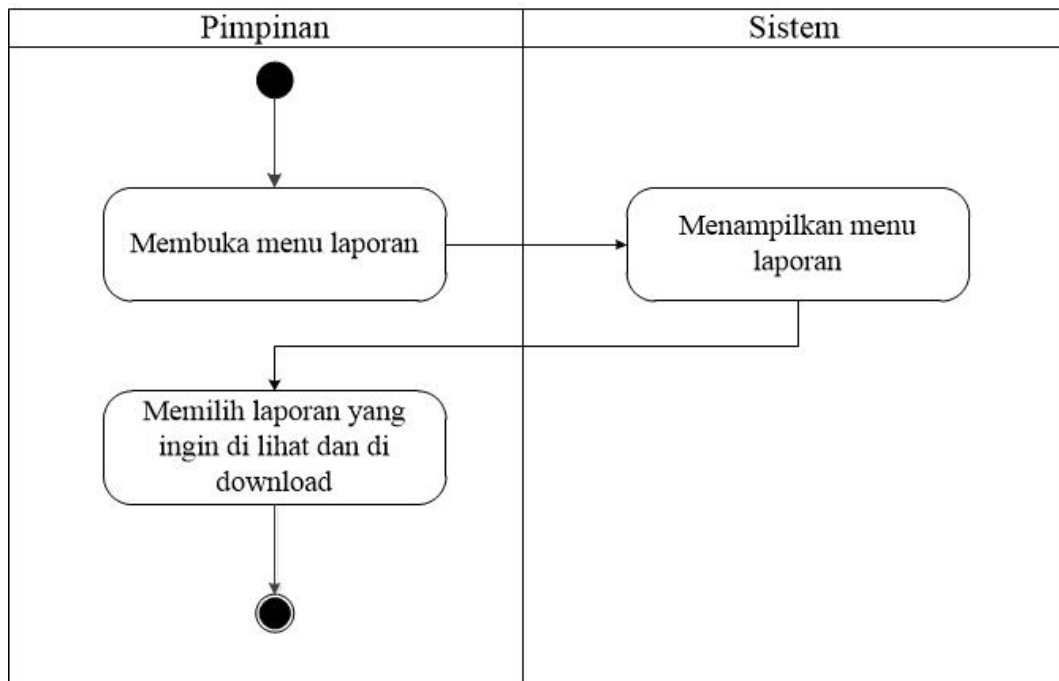 Pimpinan
Sistem
Membuka menu laporan
Menampilkan menu
laporan
Memilih laporan yang
ingin di lihat dan di
download